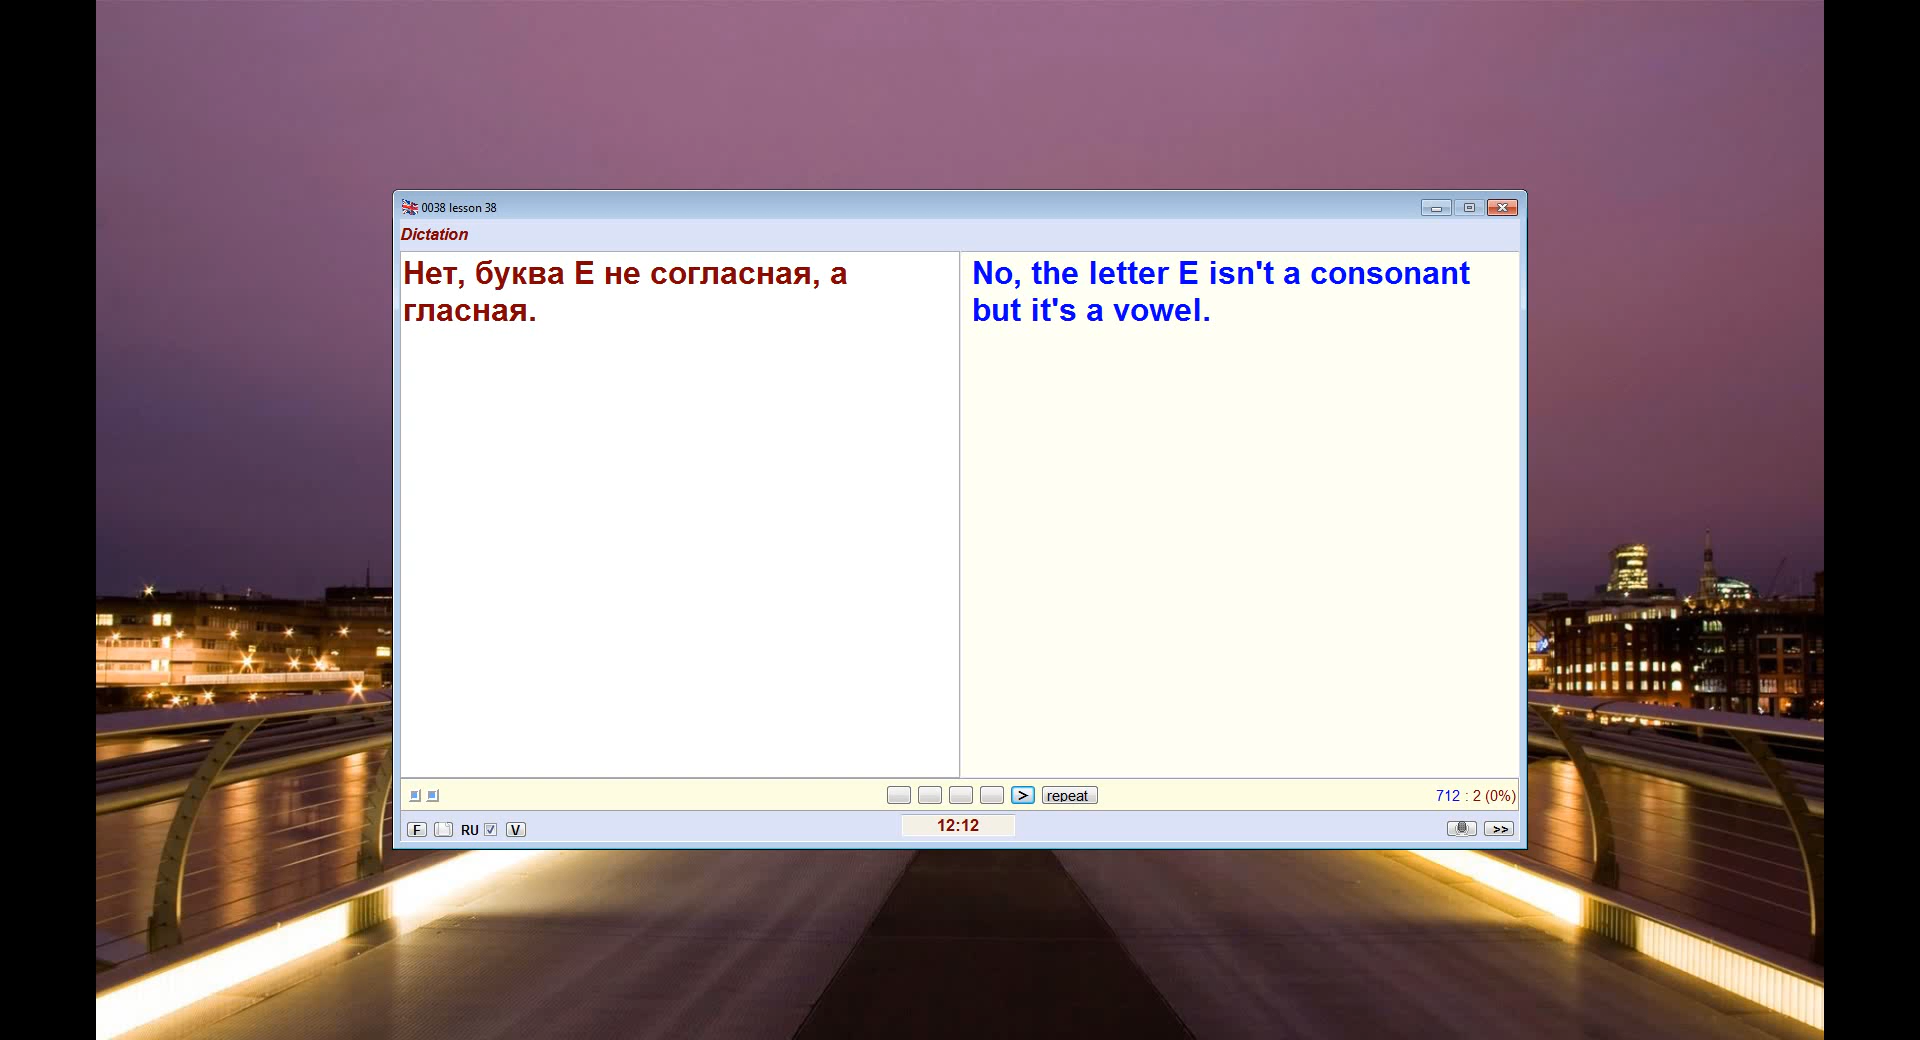 0038 lesson 38
Dictation
Нет, буква E не согласная, а
гласная.
No, the letter E isn't a consonant
but it's a vowel.
> repeat
712 : 2 (0%)
F RU V
12:12
>>